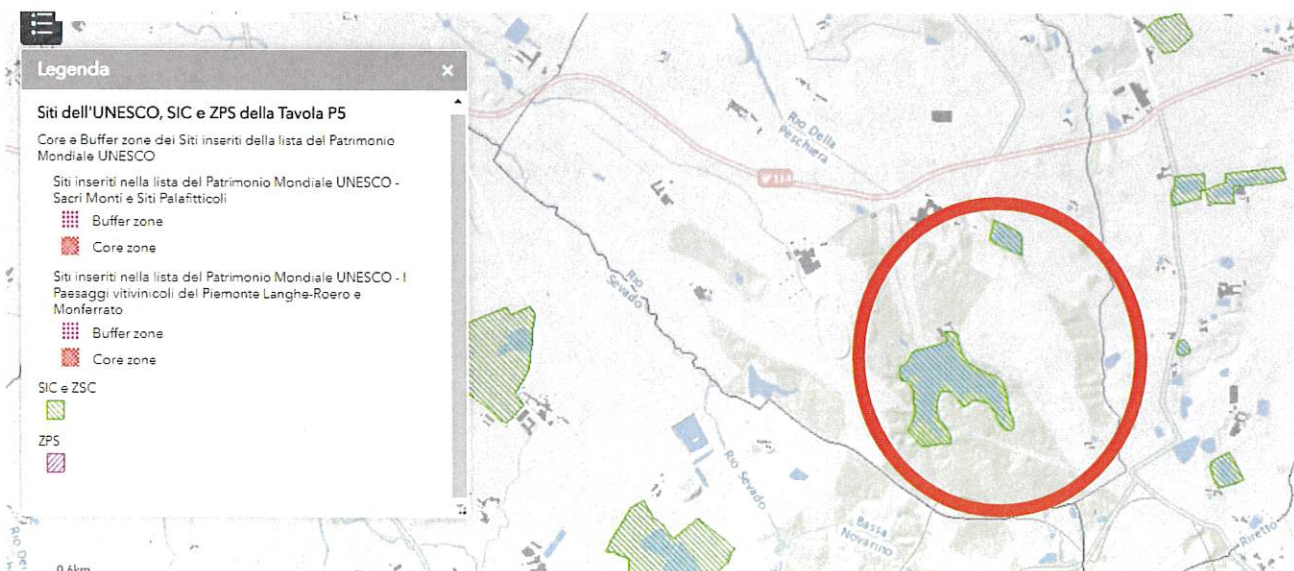 Legenda
×
Siti dell'UNESCO, SIC e ZPS della Tavola P5
Core e Buffer zone dei Siti inseriti della lista del Patrimonio
Mondiale UNESCO
Siti inseriti nella lista del Patrimonio Mondiale UNESCO -
Sacri Monti e Siti Palafitticoli
Buffer zone
Core zone
Siti inseriti nella lista del Patrimonio Mondiale UNESCO - I
Paesaggi vitivinicoli del Piemonte Langhe-Roero e
Monferrato
Buffer zone
Core zone
SIC e ZSC
ZPS
Rio Della
Peschiera
Rio
Sevado
Rio Sevado
Bassa
Novarino
Riretto
0.6km